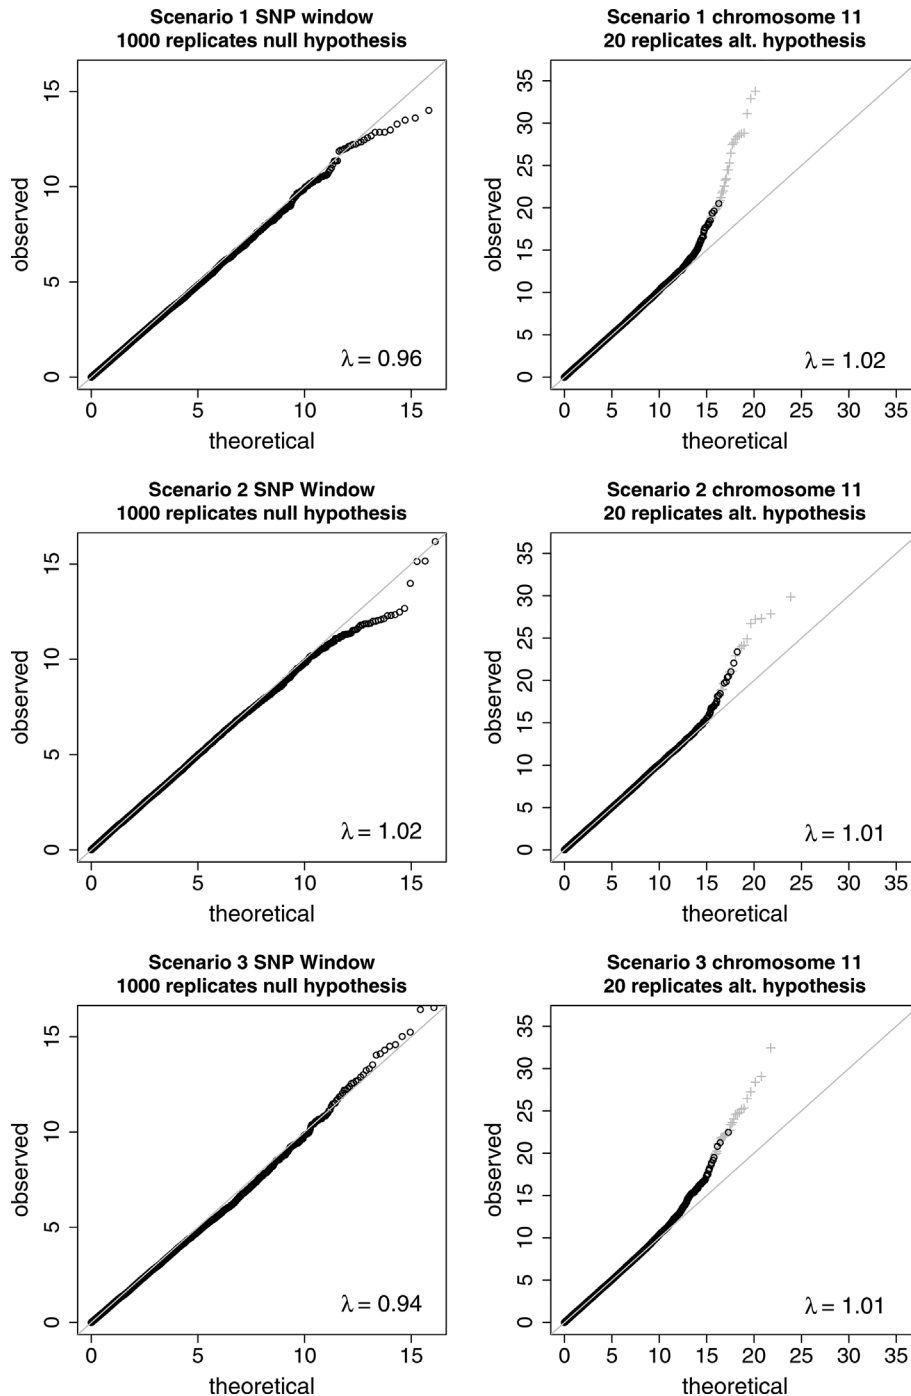 Scenario 1 SNP window
1000 replicates null hypothesis
observed
15
10
5
0
λ = 0.96
0 5 10 15
theoretical
Scenario 1 chromosome 11
20 replicates alt. hypothesis
observed
35
30
25
20
15
10
5
0
λ = 1.02
0 5 10 15 20 25 30 35
theoretical
Scenario 2 SNP Window
1000 replicates null hypothesis
observed
15
10
5
0
λ = 1.02
0 5 10 15
theoretical
Scenario 2 chromosome 11
20 replicates alt. hypothesis
observed
35
30
25
20
15
10
5
0
λ = 1.01
0 5 10 15 20 25 30 35
theoretical
Scenario 3 SNP Window
1000 replicates null hypothesis
observed
15
10
5
0
λ = 0.94
0 5 10 15
theoretical
Scenario 3 chromosome 11
20 replicates alt. hypothesis
observed
35
30
25
20
15
10
5
0
λ = 1.01
0 5 10 15 20 25 30 35
theoretical